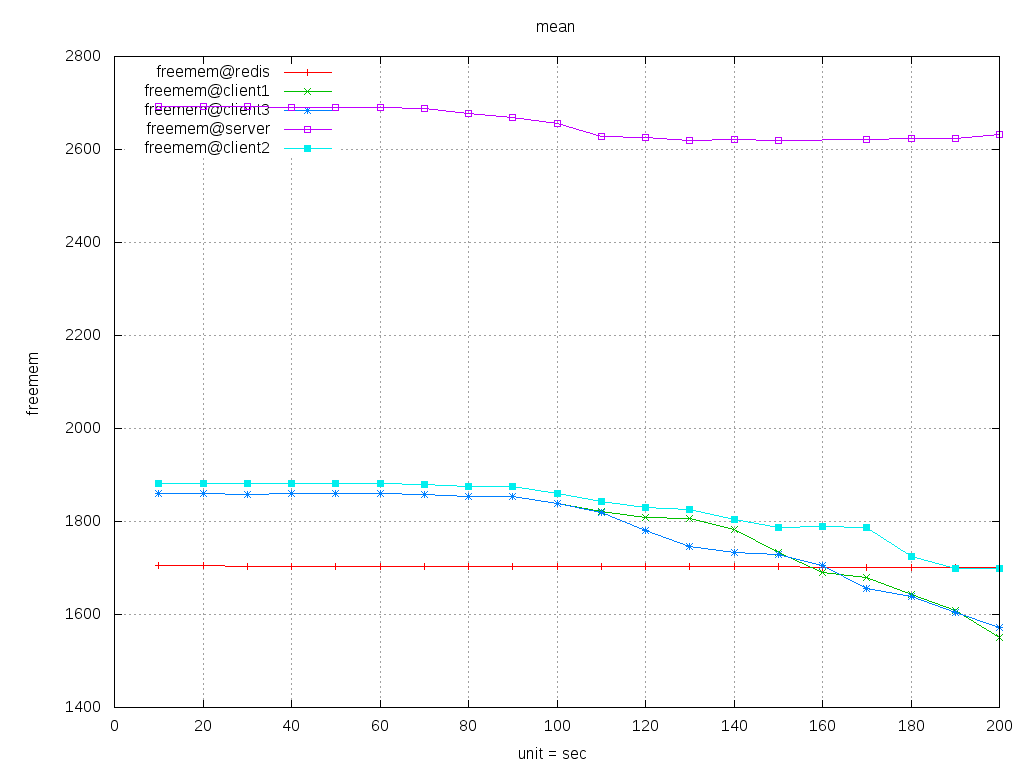 mean
2800
2600
2400
2200
2000
1800
1600
1400
freemem
freemem@redis
freemem@client1
freemem@client3
freemem@server
freemem@client2
0 20 40 60 80 100 120 140 160 180 200
unit = sec